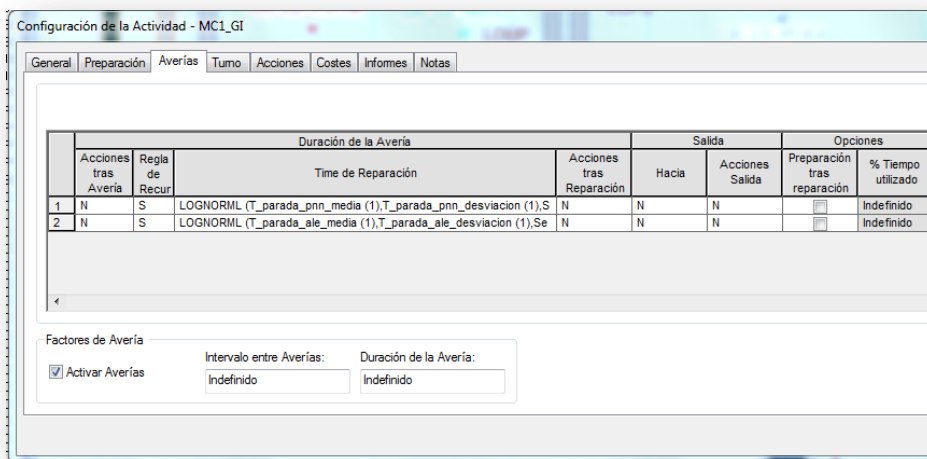 Configuración de la Actividad - MC1_GI
General Preparación Averías Turno Acciones Costes Informes Notas
Duración de la Avería Salida Opciones
Acciones tras Avería Regla de Recur Time de Reparación Acciones tras Reparación Hacia Acciones Salida Preparación tras reparación % Tiempo utilizado
1 N S LOGNORML (T_parada_pnn_media (1),T_parada_pnn_desviacion (1),S N N N Indefinido
2 N S LOGNORML (T_parada_ale_media (1),T_parada_ale_desviacion (1),Se N N N Indefinido
Factores de Avería
Intervalo entre Averías: Duración de la Avería:
Activar Averías Indefinido Indefinido